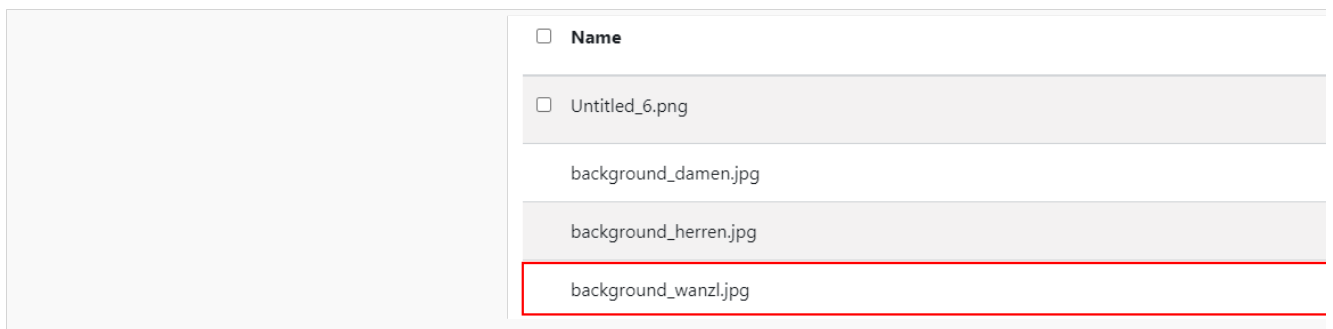 Name
Untitled_6.png
background_damen.jpg
background_herren.jpg
background_wanzl.jpg